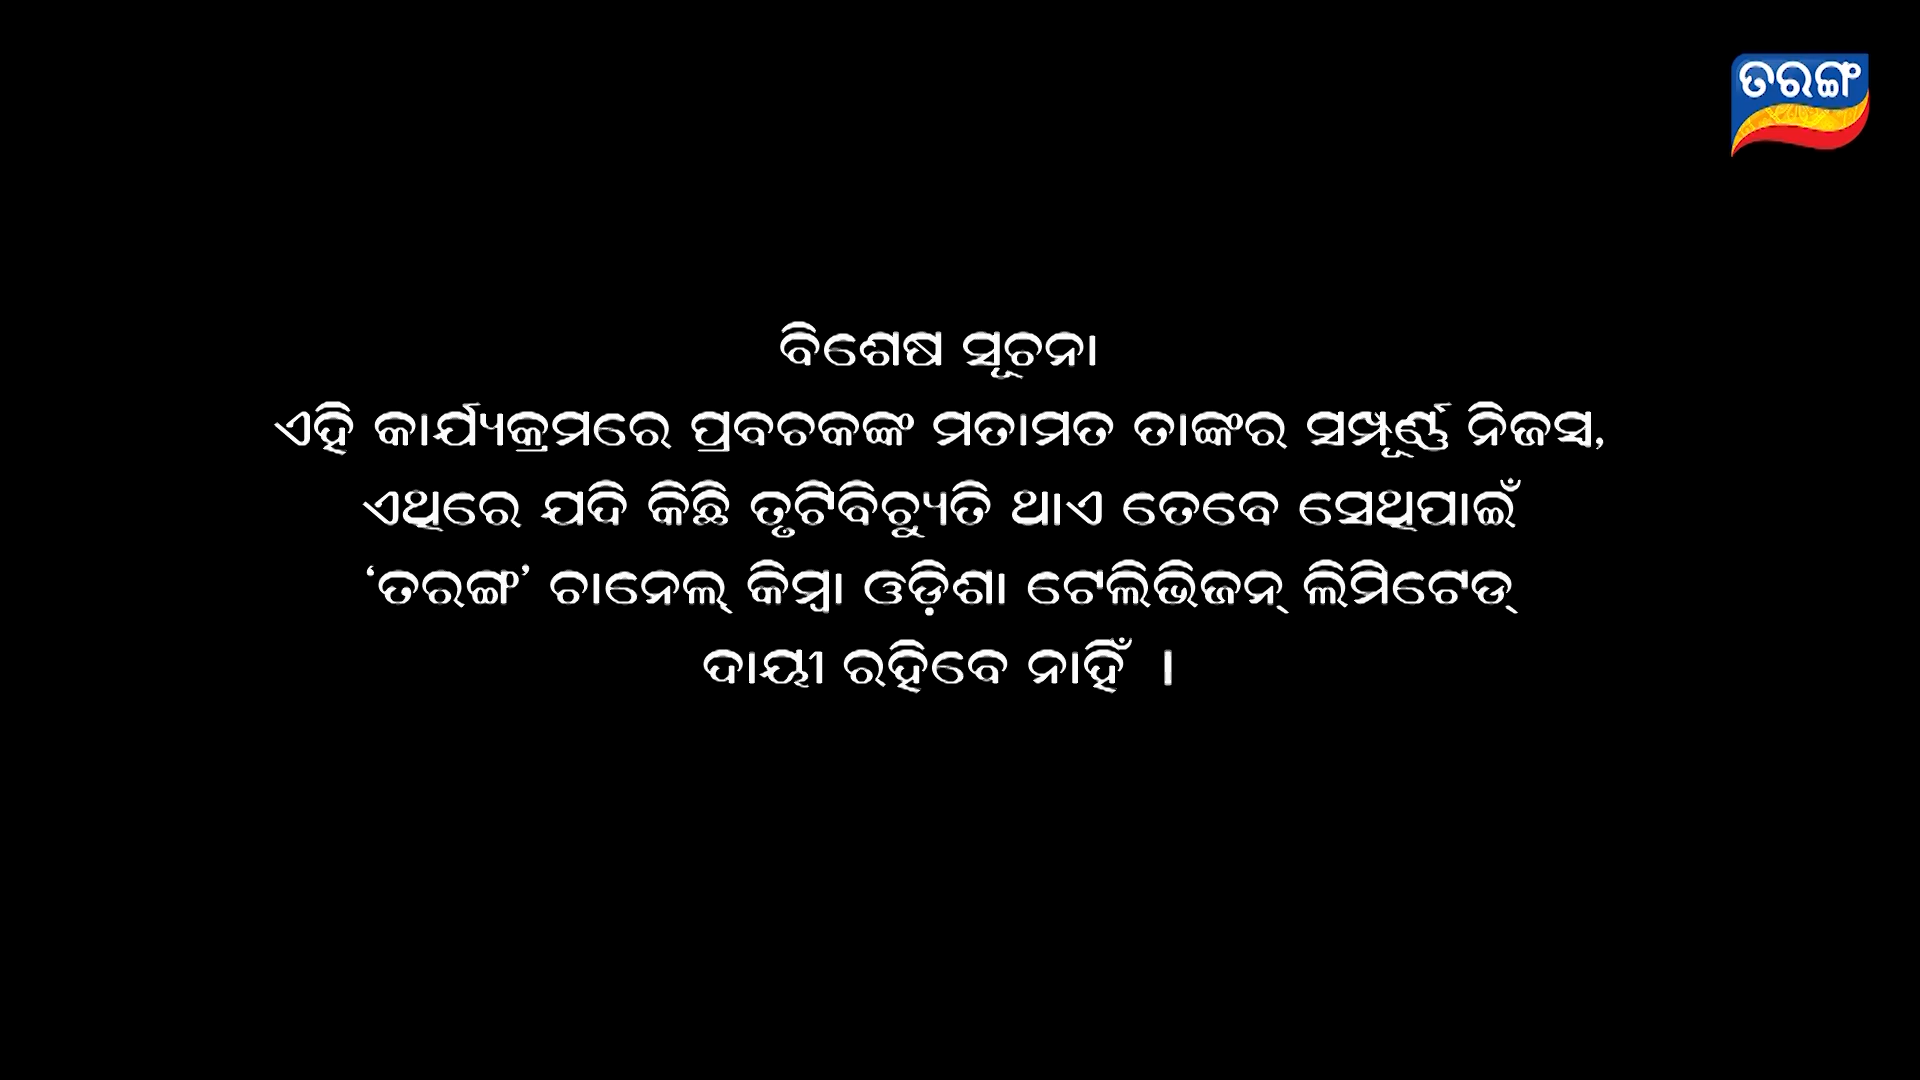 ତରଙ୍ଗ
ବିଶେଷ ସୂଚନା
ଏହି କାର୍ଯ୍ୟକ୍ରମରେ ପ୍ରବଚକଙ୍କ ମତାମତ ତାଙ୍କର ସମ୍ପୂର୍ଣ୍ଣ ନିଜସ୍ୱ,
ଏଥିରେ ଯଦି କିଛି ତୃଟିବିଚ୍ୟୁତି ଥାଏ ତେବେ ସେଥିପାଇଁ
‘ତରଙ୍ଗ’ ଚାନେଲ୍ କିମ୍ବା ଓଡ଼ିଶା ଟେଲିଭିଜନ୍ ଲିମିଟେଡ୍
ଦାୟୀ ରହିବେ ନାହିଁ ।